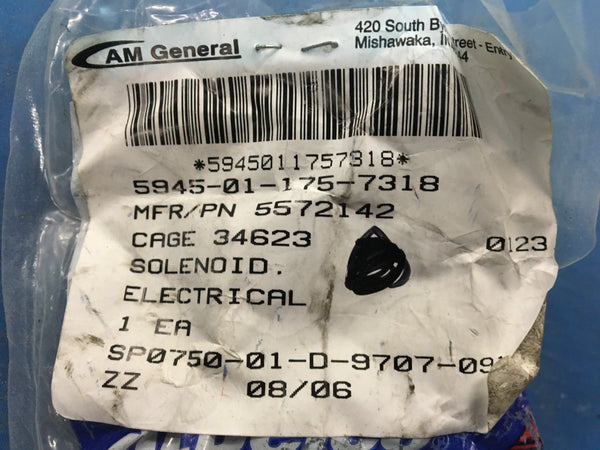 AM General
420 South
Mishawaka,
*5945011757318*
5945-01-175-7318
MFR/PN 5572142
CAGE 34623 0123
SOLENOID.
ELECTRICAL
1 EA
SP0750-01-D-9707-09
ZZ 08/06